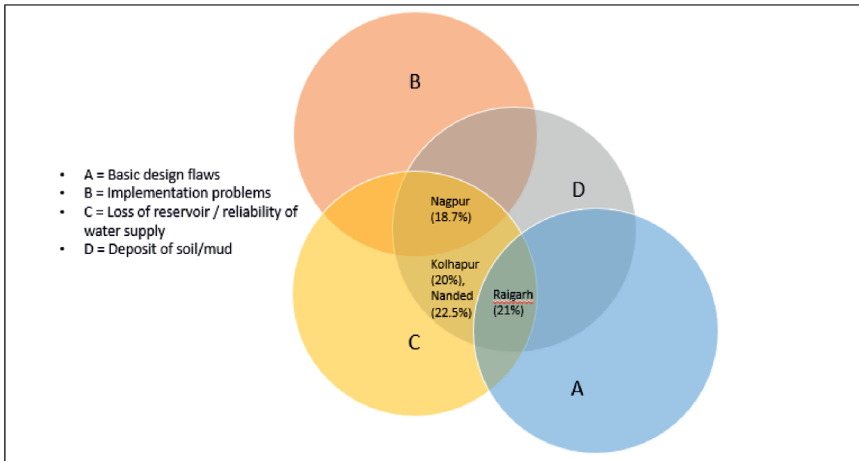 B
• A = Basic design flaws
• B = Implementation problems
• C = Loss of reservoir / reliability of
water supply
• D = Deposit of soil/mud
D
Nagpur
(18.7%)
Kolhapur
(20%),
Nanded
(22.5%)
Raigarh
(21%)
C
A